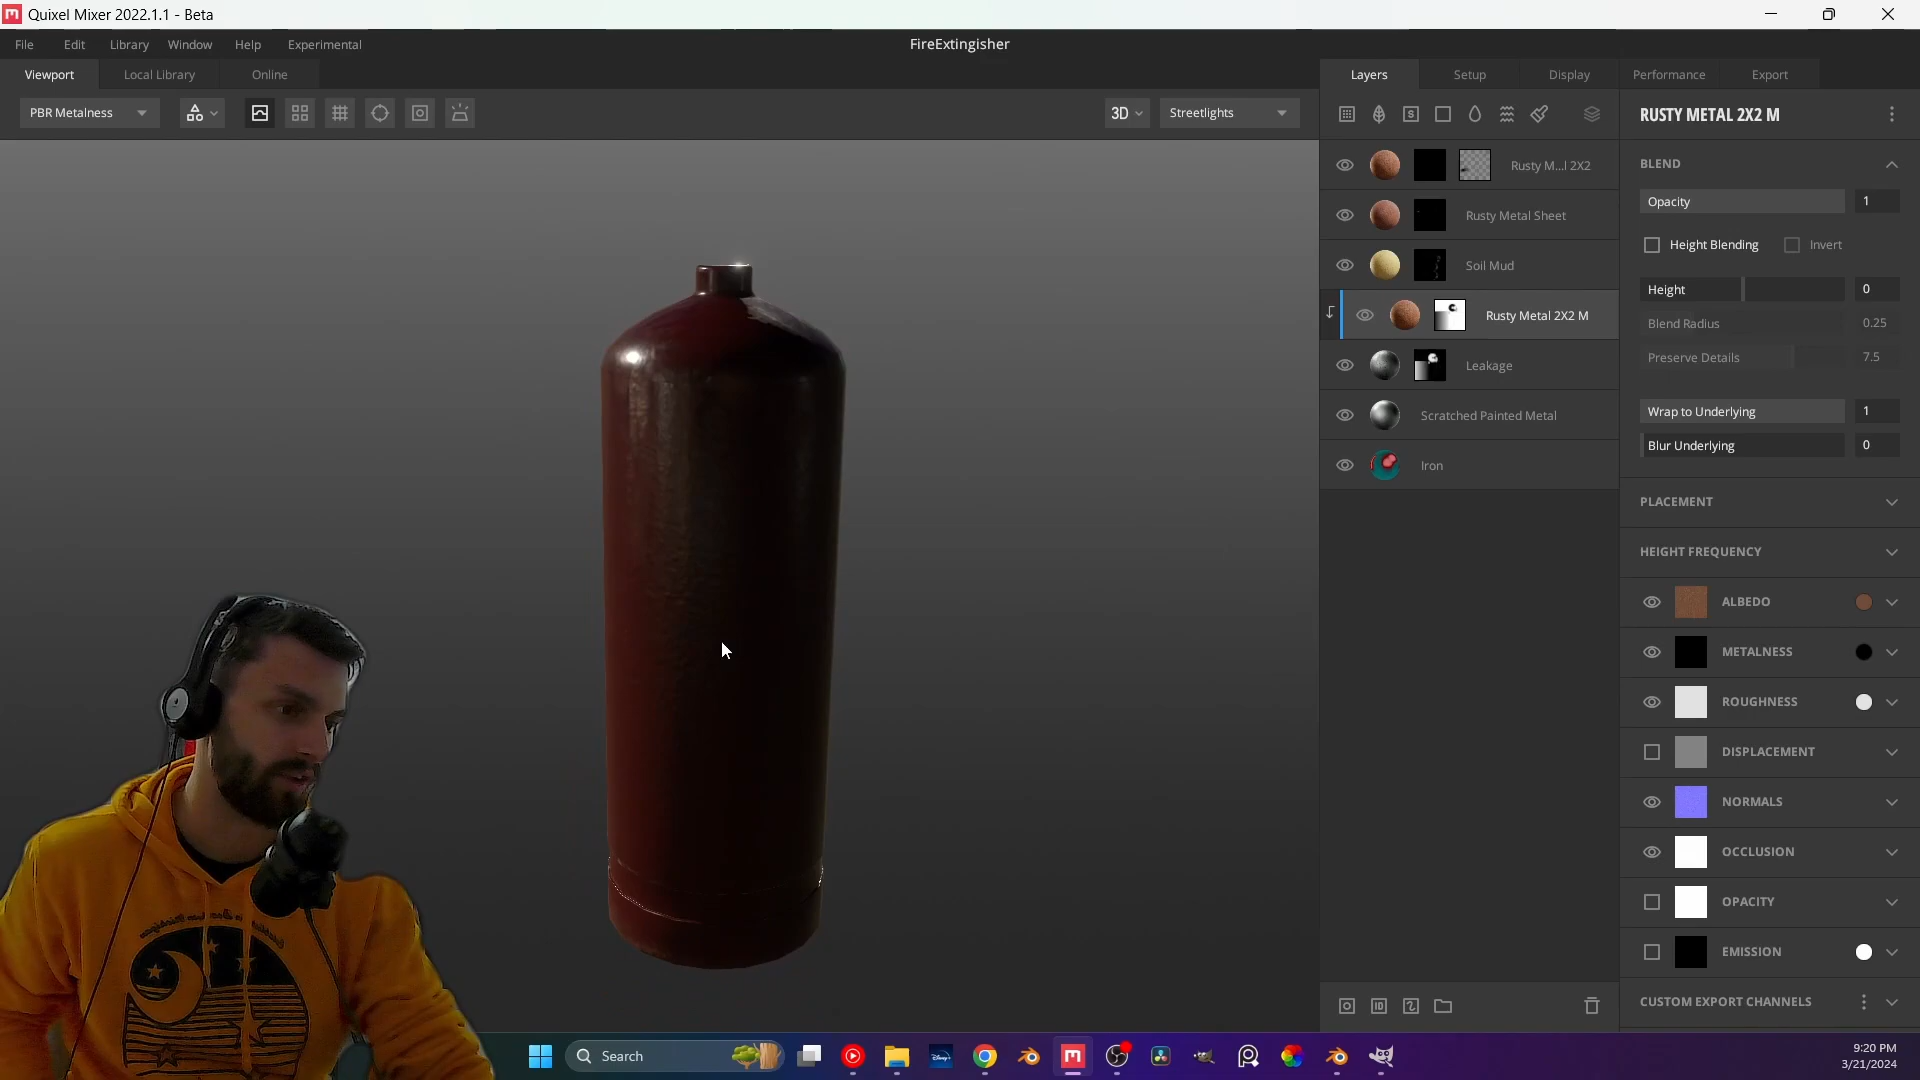 Quixel Mixer 2022.1.1 - Beta
File Edit Library Window Help Experimental
FireExtingisher
Viewport Local Library Online
Layers Setup Display Performance Export
PBR Metalness
3D
Streetlights
RUSTY METAL 2X2 M
Rusty M...l 2X2
Rusty Metal Sheet
Soil Mud
Rusty Metal 2X2 M
Leakage
Scratched Painted Metal
Iron
BLEND
Opacity 1
Height Blending Invert
Height 0
Blend Radius 0.25
Preserve Details 7.5
Wrap to Underlying 1
Blur Underlying 0
PLACEMENT
HEIGHT FREQUENCY
ALBEDO
METALNESS
ROUGHNESS
DISPLACEMENT
NORMALS
OCCLUSION
OPACITY
EMISSION
CUSTOM EXPORT CHANNELS
Search
Disney+
9:20 PM
3/21/2024